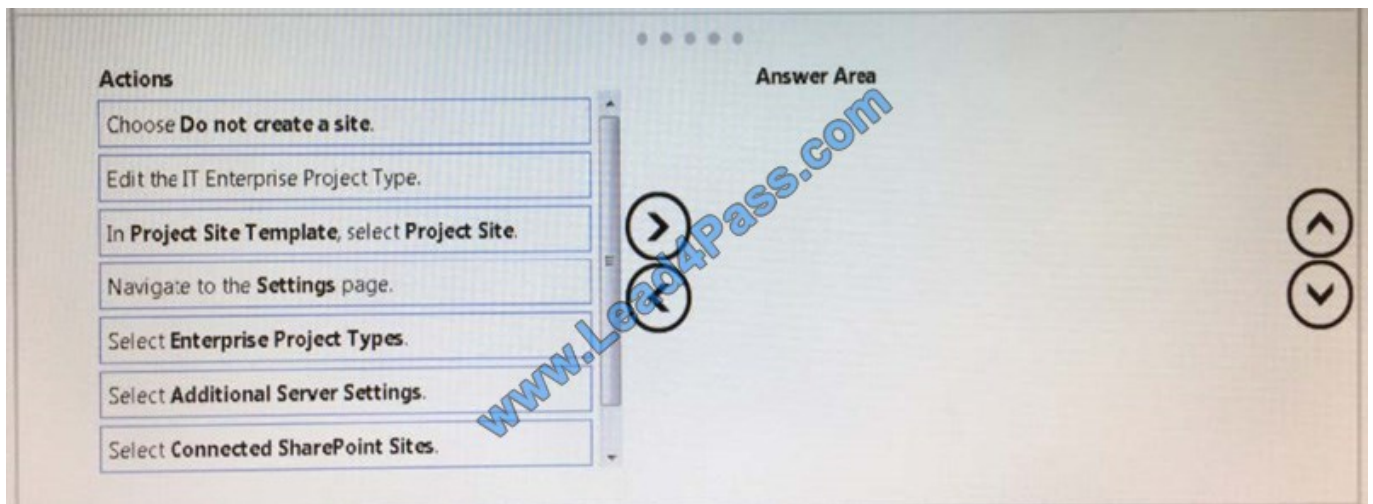 Actions
Answer Area
Choose Do not create a site.
Edit the IT Enterprise Project Type.
In Project Site Template, select Project Site.
Navigate to the Settings page.
Select Enterprise Project Types.
Select Additional Server Settings.
Select Connected SharePoint Sites.
www.Lead4Pass.com